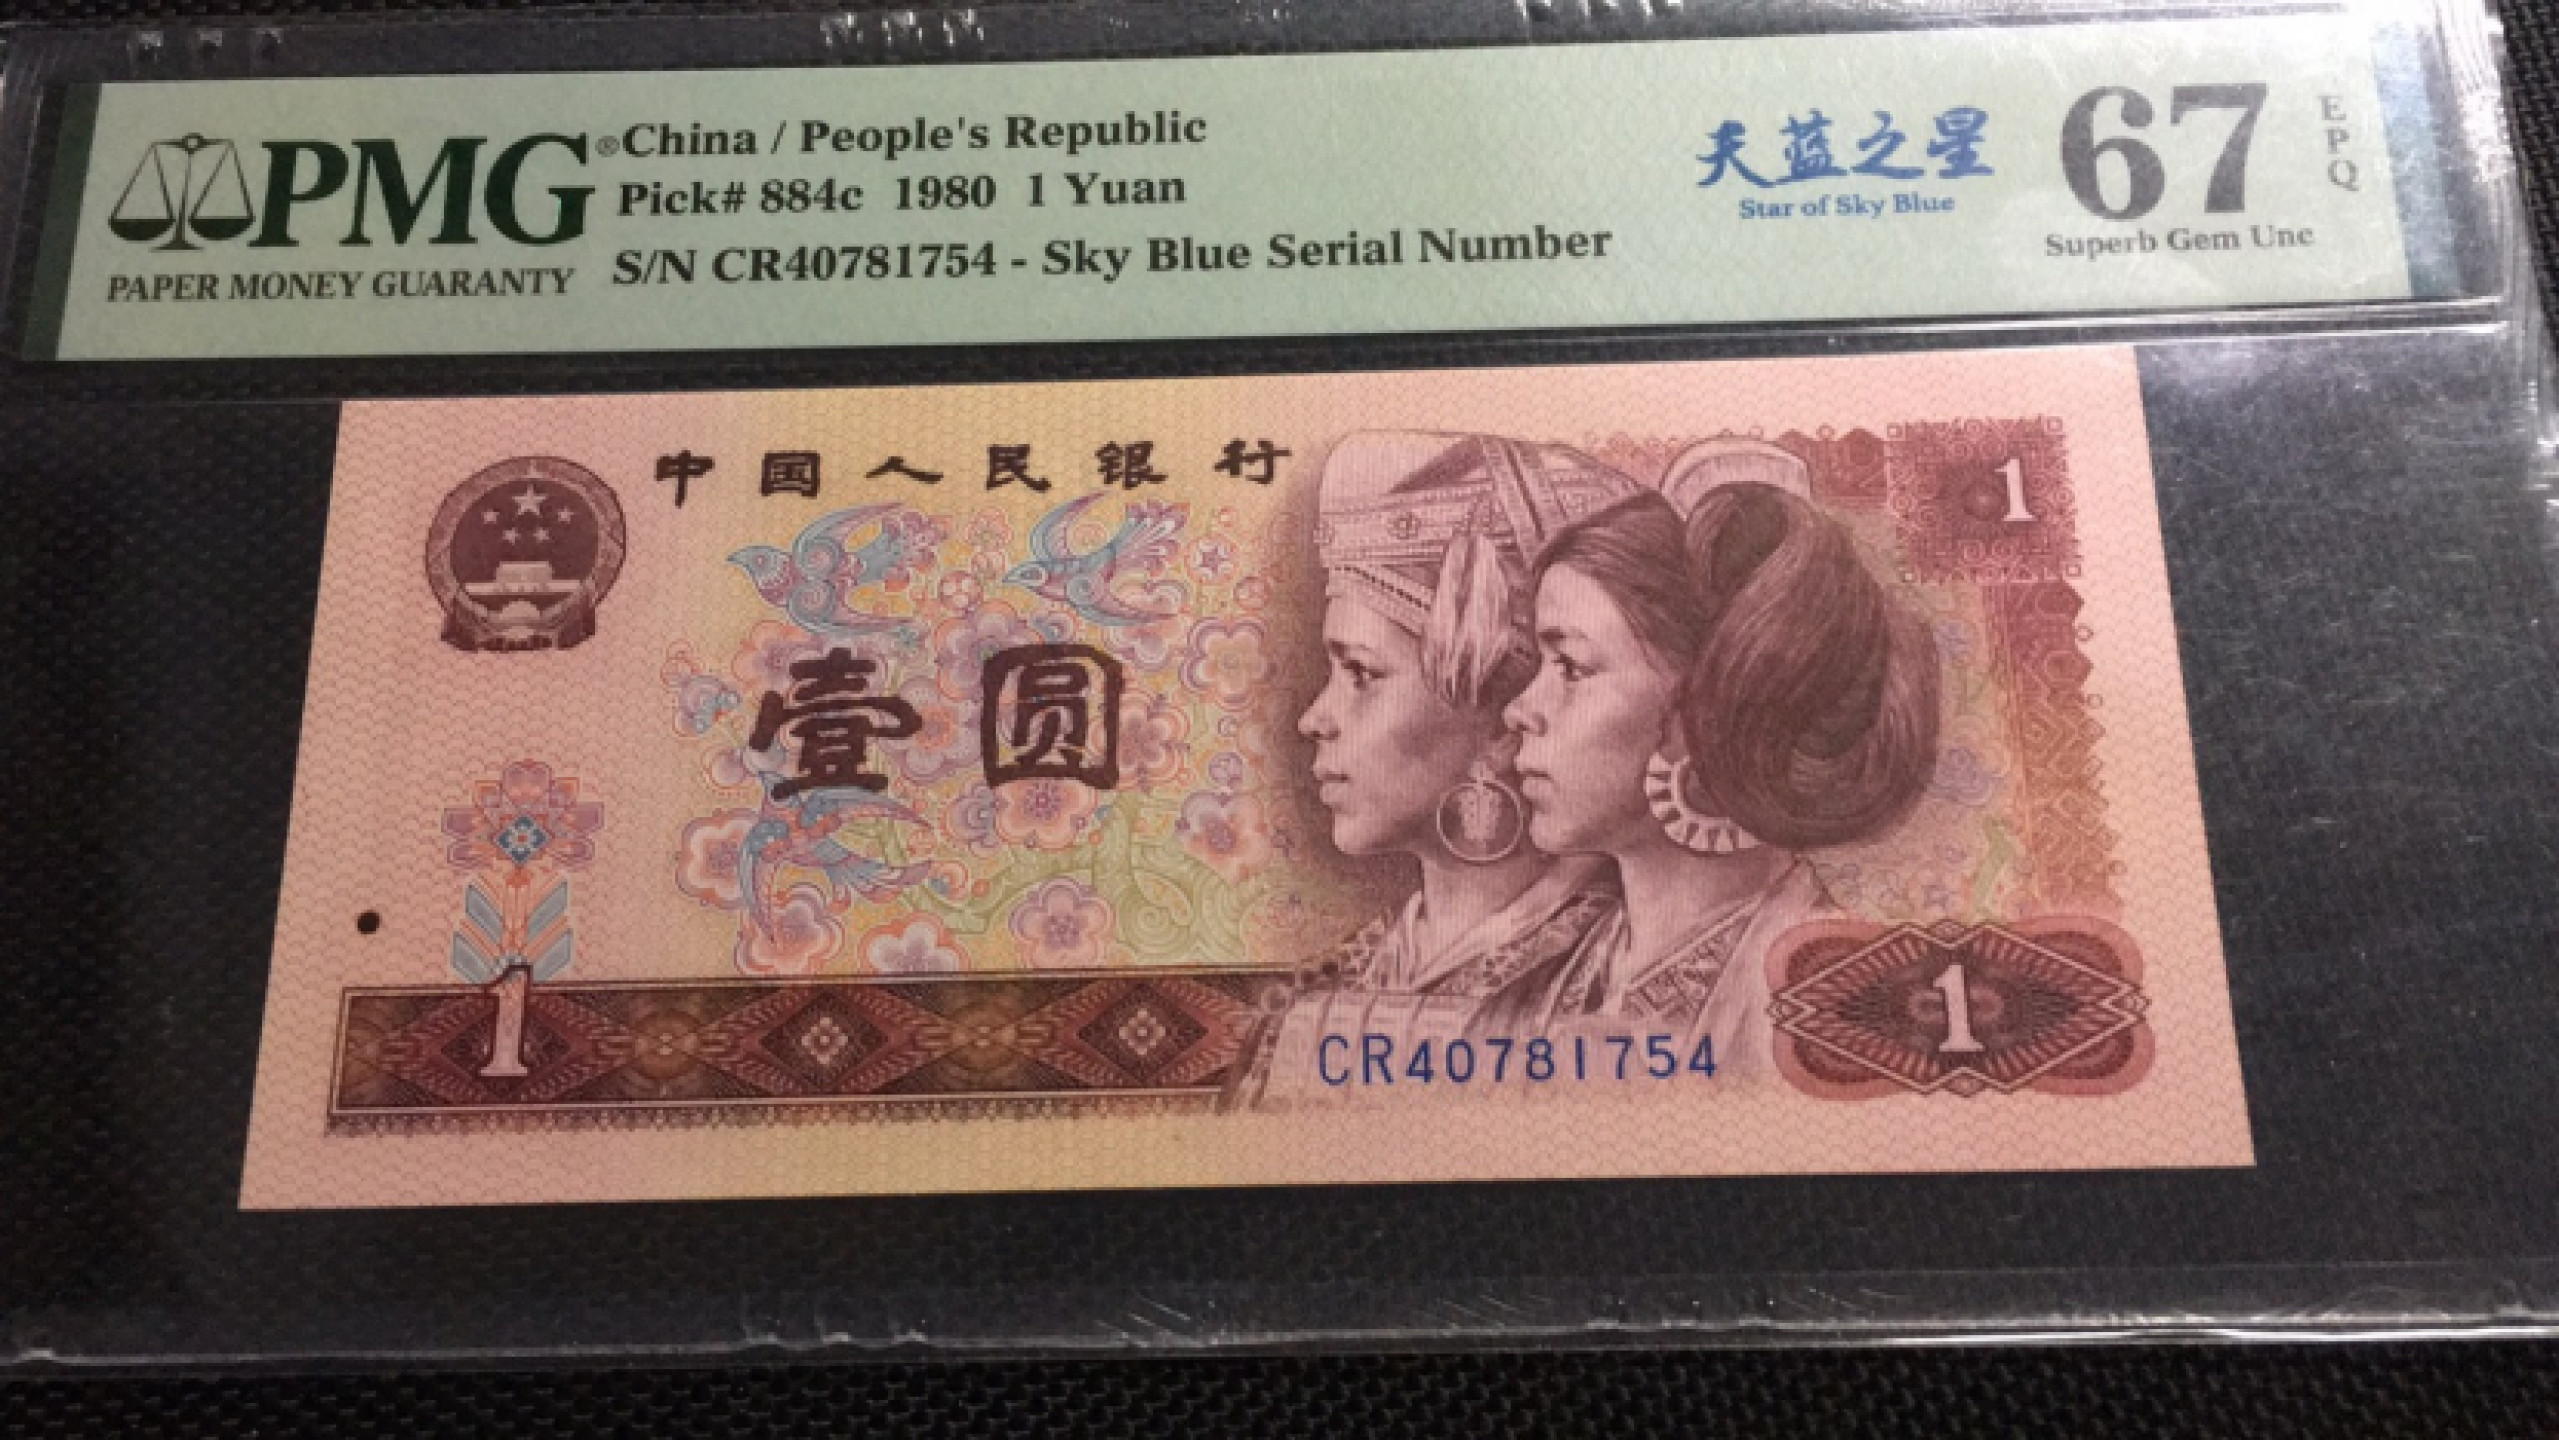 PMG® China / People's Republic
Pick# 884c 1980 1 Yuan
S/N CR40781754 - Sky Blue Serial Number
PAPER MONEY GUARANTY
天蓝之星
Star of Sky Blue
67
EPQ
Superb Gem Unc
中国人民银行
1
壹圆
1
1
CR40781754